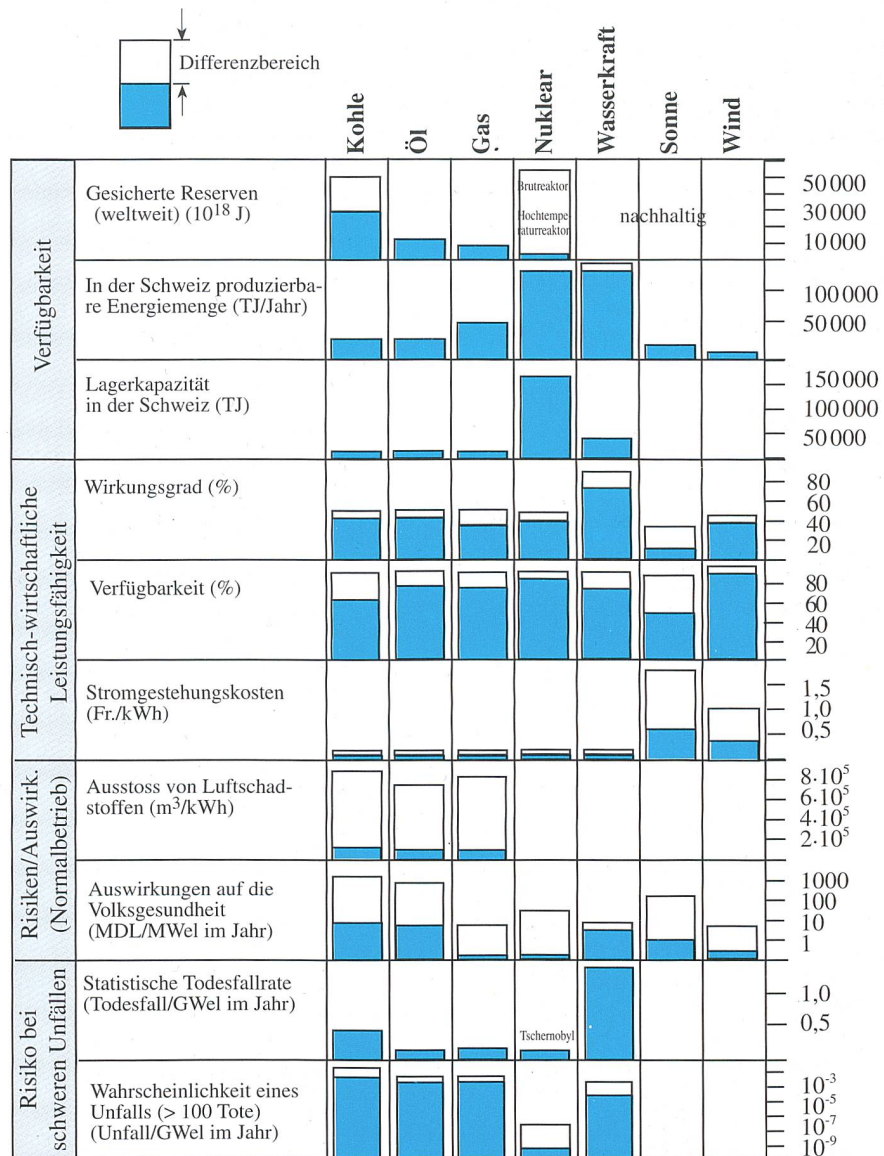 Differenzbereich
Kohle
Öl
Gas
Nuklear
Wasserkraft
Sonne
Wind
Verfügbarkeit
Gesicherte Reserven
(weltweit) (10¹⁸ J)
Brutreaktor
Hochtempe-
raturreaktor
nachhaltig
50 000
30 000
10 000
In der Schweiz produzierba-
re Energiemenge (TJ/Jahr)
100 000
50 000
Lagerkapazität
in der Schweiz (TJ)
150 000
100 000
50 000
Technisch-wirtschaftliche
Leistungsfähigkeit
Wirkungsgrad (%)
80
60
40
20
Verfügbarkeit (%)
80
60
40
20
Stromgestehungskosten
(Fr./kWh)
1,5
1,0
0,5
Risiken/Auswirk.
(Normalbetrieb)
Ausstoss von Luftschad-
stoffen (m³/kWh)
8·10⁵
6·10⁵
4·10⁵
2·10⁵
Auswirkungen auf die
Volksgesundheit
(MDL/MWel im Jahr)
1000
100
10
1
Risiko bei
schweren Unfällen
Statistische Todesfallrate
(Todesfall/GWel im Jahr)
Tschernobyl
1,0
0,5
Wahrscheinlichkeit eines
Unfalls (> 100 Tote)
(Unfall/GWel im Jahr)
10⁻³
10⁻⁵
10⁻⁷
10⁻⁹